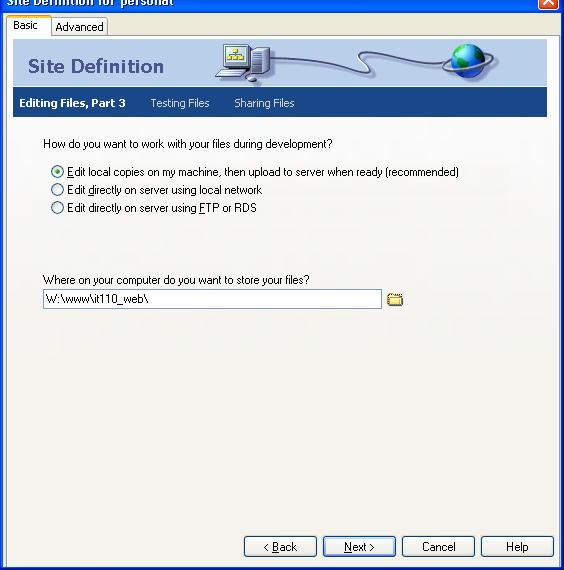 Site Definition for personal
Basic Advanced
Site Definition
Editing Files, Part 3 Testing Files Sharing Files
How do you want to work with your files during development?
Edit local copies on my machine, then upload to server when ready (recommended)
Edit directly on server using local network
Edit directly on server using FTP or RDS
Where on your computer do you want to store your files?
W:\www\it110_web\
< Back Next > Cancel Help